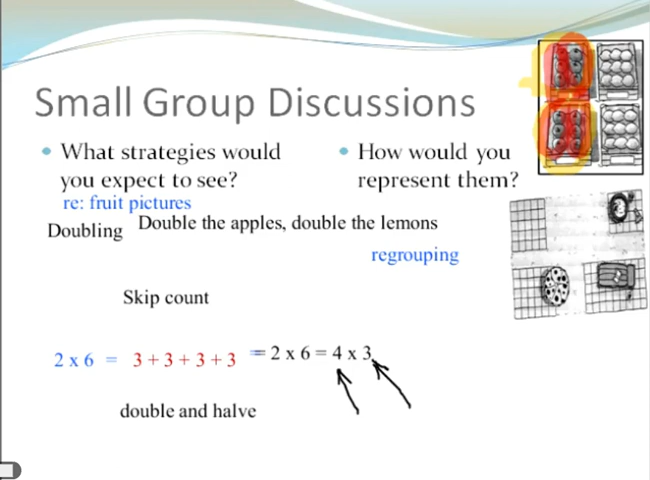 Small Group Discussions
• What strategies would
you expect to see?
re: fruit pictures
• How would you
represent them?
Doubling
Double the apples, double the lemons
regrouping
Skip count
2 x 6 = 3 + 3 + 3 + 3 = 2 x 6 = 4 x 3
double and halve